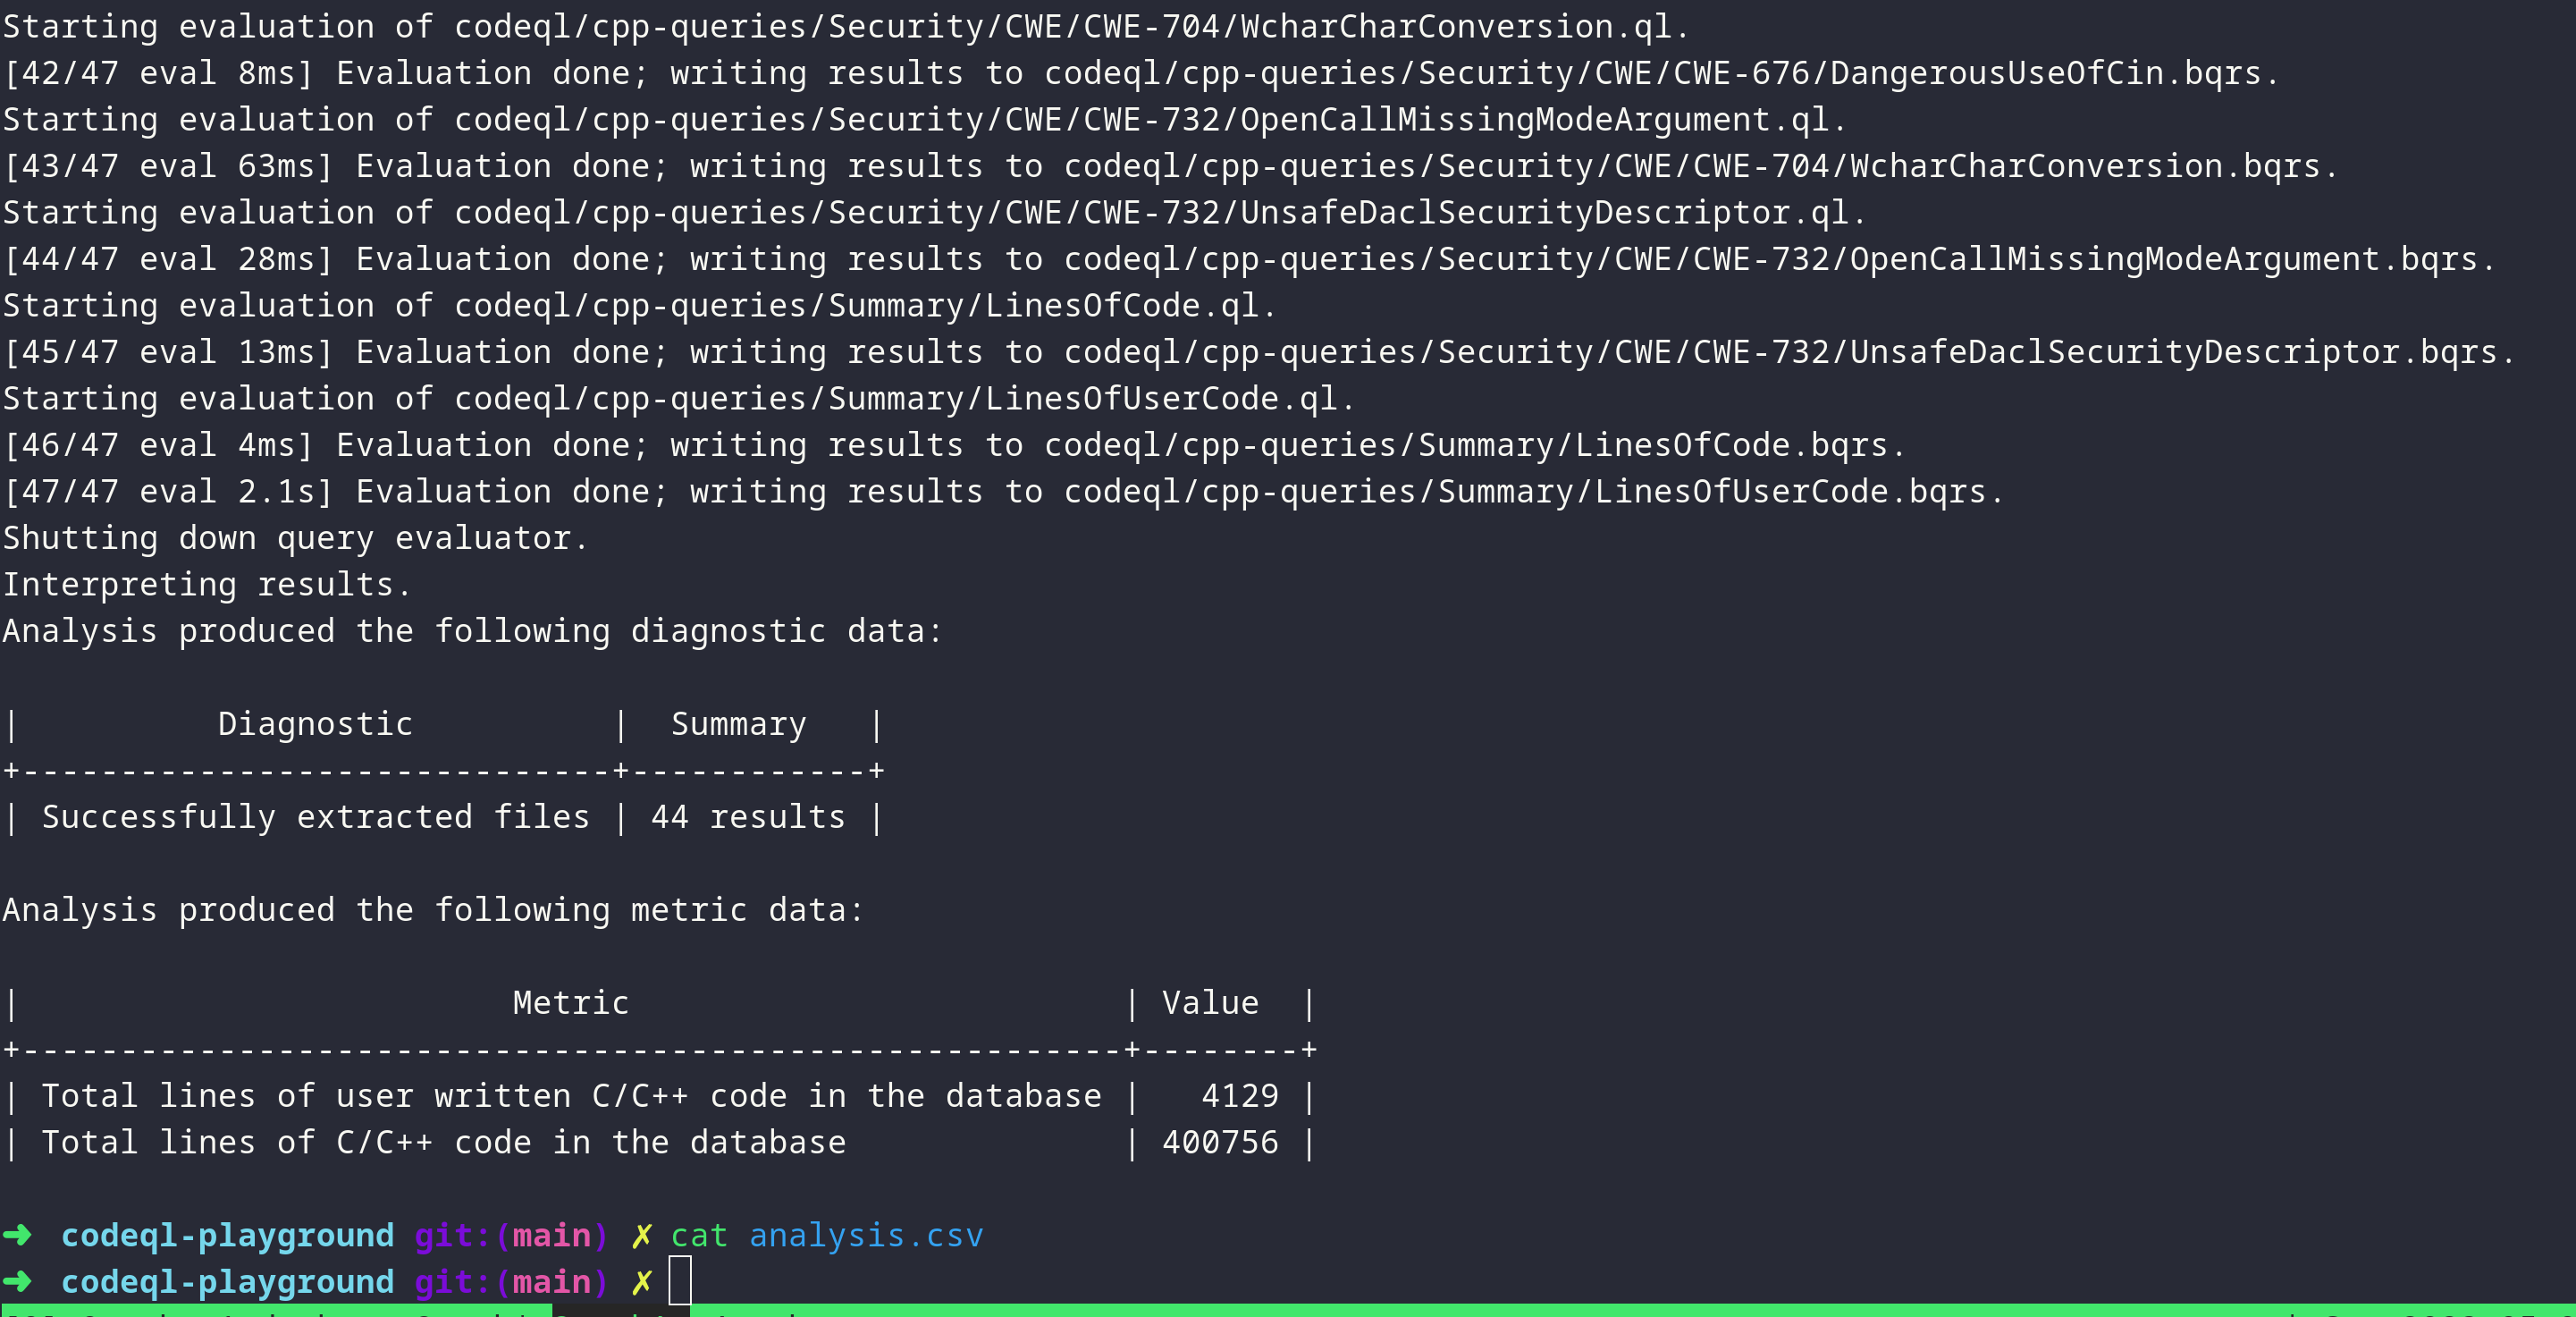 Starting evaluation of codeql/cpp-queries/Security/CWE/CWE-704/WcharCharConversion.ql.
[42/47 eval 8ms] Evaluation done; writing results to codeql/cpp-queries/Security/CWE/CWE-676/DangerousUseOfCin.bqrs.
Starting evaluation of codeql/cpp-queries/Security/CWE/CWE-732/OpenCallMissingModeArgument.ql.
[43/47 eval 63ms] Evaluation done; writing results to codeql/cpp-queries/Security/CWE/CWE-704/WcharCharConversion.bqrs.
Starting evaluation of codeql/cpp-queries/Security/CWE/CWE-732/UnsafeDaclSecurityDescriptor.ql.
[44/47 eval 28ms] Evaluation done; writing results to codeql/cpp-queries/Security/CWE/CWE-732/OpenCallMissingModeArgument.bqrs.
Starting evaluation of codeql/cpp-queries/Summary/LinesOfCode.ql.
[45/47 eval 13ms] Evaluation done; writing results to codeql/cpp-queries/Security/CWE/CWE-732/UnsafeDaclSecurityDescriptor.bqrs.
Starting evaluation of codeql/cpp-queries/Summary/LinesOfUserCode.ql.
[46/47 eval 4ms] Evaluation done; writing results to codeql/cpp-queries/Summary/LinesOfCode.bqrs.
[47/47 eval 2.1s] Evaluation done; writing results to codeql/cpp-queries/Summary/LinesOfUserCode.bqrs.
Shutting down query evaluator.
Interpreting results.
Analysis produced the following diagnostic data:
|          Diagnostic          |  Summary   |
+------------------------------+------------+
| Successfully extracted files | 44 results |
Analysis produced the following metric data:
|                         Metric                         | Value  |
+--------------------------------------------------------+--------+
| Total lines of user written C/C++ code in the database |   4129 |
| Total lines of C/C++ code in the database              | 400756 |
➜  codeql-playground git:(main) ✗ cat analysis.csv
➜  codeql-playground git:(main) ✗